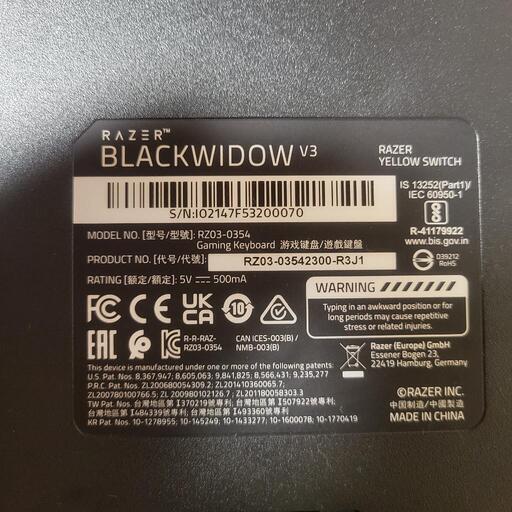 RAZER™
BLACKWIDOW V3
RAZER
YELLOW SWITCH
S/N:IO2147F53200070
IS 13252(Part1)/
IEC 60950-1
R-41179922
www.bis.gov.in
MODEL NO. [型号/型號]: RZ03-0354
Gaming Keyboard 游戏键盘/遊戲鍵盤
PRODUCT NO. [代号/代號]: RZ03-03542300-R3J1
RATING [额定/額定]: 5V ⎓ 500mA
D39212
RoHS
WARNING
Typing in an awkward position or for
long periods may cause repetitive
stress or related injuries.
FC CE UK CA 10
EAC
R-R-RAZ-
RZ03-0354
CAN ICES-003(B) /
NMB-003(B)
Razer (Europe) GmbH
Essener Bogen 23,
22419 Hamburg, Germany
This device is manufactured under one or more of the following patents:
U.S. Pat Nos. 8,367,947; 8,605,063; 9,841,825; 8,566,431; 9,235,277
P.R.C. Pat Nos. ZL200680054309.2; ZL201410360065.7;
ZL200780100766.5; ZL200980102126.7; ZL201180058303.3
TW Pat Nos. 台灣地區第 I370219號專利; 台灣地區第 I507922號專利;
台灣地區第 I484339號專利; 台灣地區第 I493360號專利
KR Pat Nos. 10-1278955; 10-145249; 10-1433277; 10-1600078; 10-1770419
©RAZER INC.
中国制造/中國製造
MADE IN CHINA